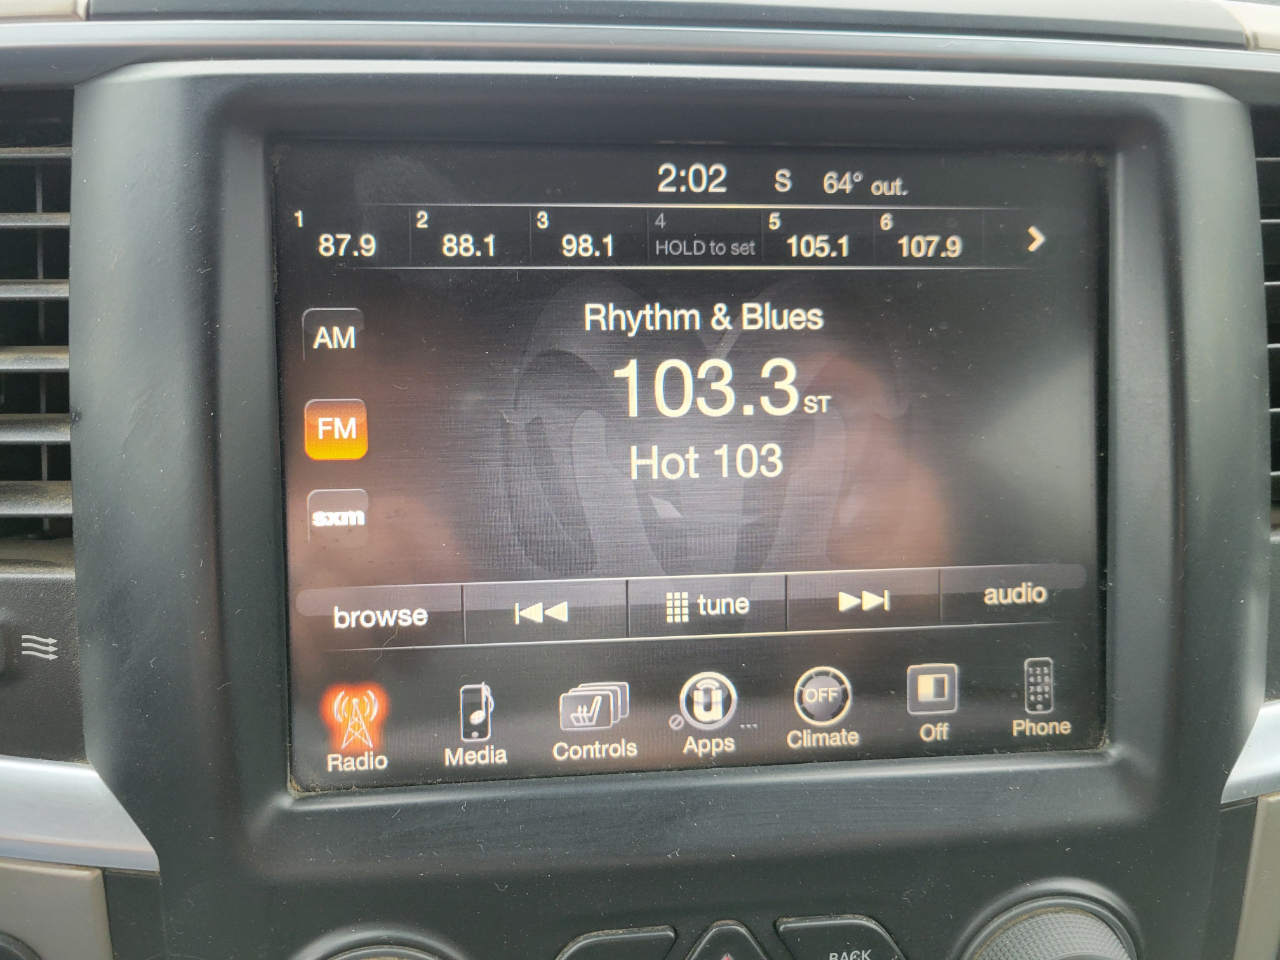 2:02 S 64° out.
1 87.9 2 88.1 3 98.1 4 HOLD to set 5 105.1 6 107.9
Rhythm & Blues
AM
103.3 ST
FM
Hot 103
sxm
browse tune audio
OFF
Radio Media Controls Apps ... Climate Off Phone
BACK